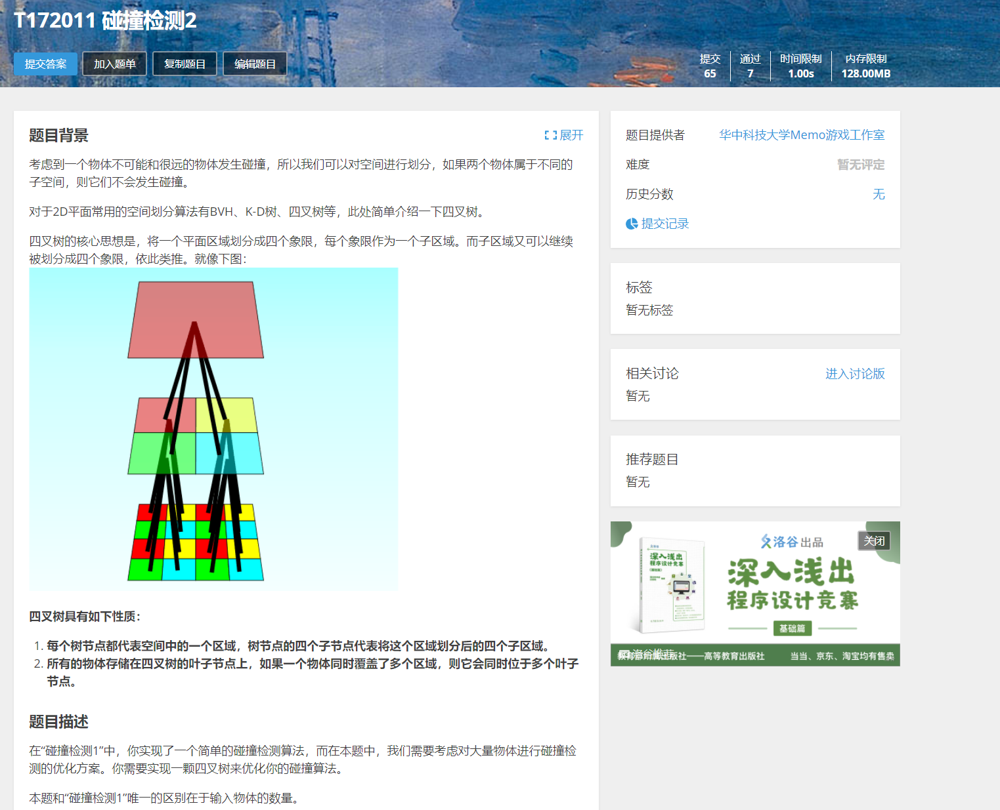 T172011 碰撞检测2
提交答案
加入题单
复制题目
编辑题目
提交
65
通过
7
时间限制
1.00s
内存限制
128.00MB
题目背景
展开
考虑到一个物体不可能和很远的物体发生碰撞，所以我们可以对空间进行划分，如果两个物体属于不同的
子空间，则它们不会发生碰撞。
对于2D平面常用的空间划分算法有BVH、K-D树、四叉树等，此处简单介绍一下四叉树。
四叉树的核心思想是，将一个平面区域划分成四个象限，每个象限作为一个子区域。而子区域又可以继续
被划分成四个象限，依此类推。就像下图：
四叉树具有如下性质：
1. 每个树节点都代表空间中的一个区域，树节点的四个子节点代表将这个区域划分后的四个子区域。
2. 所有的物体存储在四叉树的叶子节点上，如果一个物体同时覆盖了多个区域，则它会同时位于多个叶子
节点。
题目描述
在“碰撞检测1”中，你实现了一个简单的碰撞检测算法，而在本题中，我们需要考虑对大量物体进行碰撞检
测的优化方案。你需要实现一颗四叉树来优化你的碰撞算法。
本题和“碰撞检测1”唯一的区别在于输入物体的数量。
题目提供者
华中科技大学Memo游戏工作室
难度
暂无评定
历史分数
无
提交记录
标签
暂无标签
相关讨论
进入讨论版
暂无
推荐题目
暂无
洛谷出品
关闭
深入浅出
程序设计竞赛
基础篇
深入浅出
程序设计竞赛
洛谷推荐
出版社——高等教育出版社
当当、京东、淘宝均有售卖